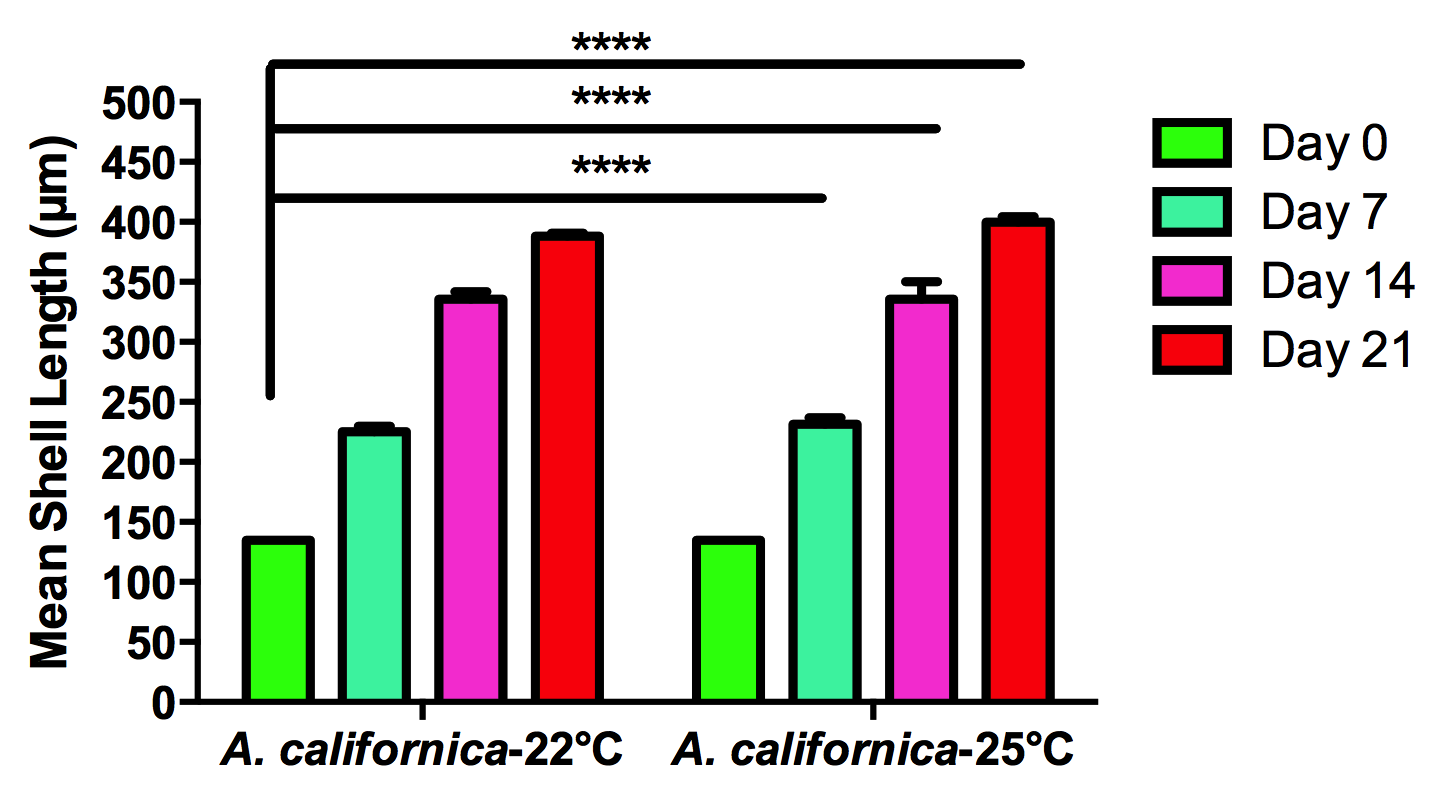 ****
****
****
Mean Shell Length (µm)
500
450
400
350
300
250
200
150
100
50
0
A. californica-22°C
A. californica-25°C
Day 0
Day 7
Day 14
Day 21